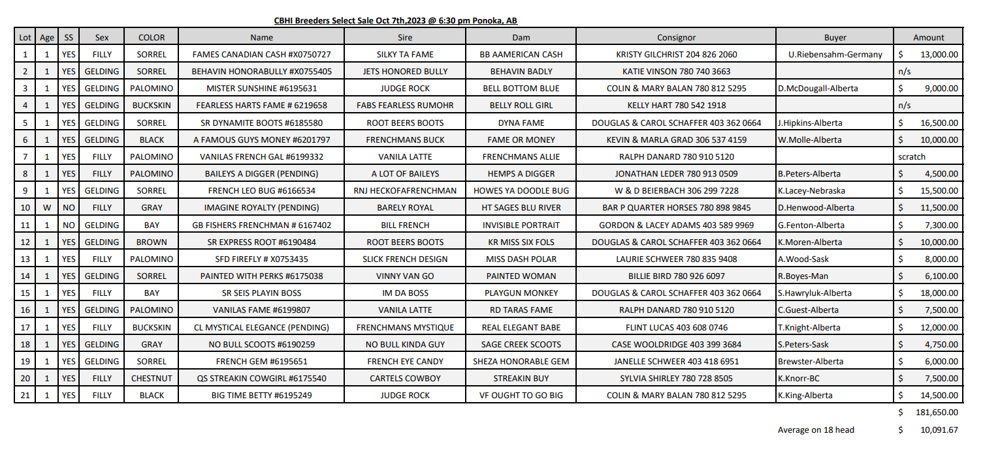 CBHI Breeders Select Sale Oct 7th,2023 @ 6:30 pm Ponoka, AB
Lot Age SS Sex COLOR Name Sire Dam Consignor Buyer Amount
1 1 YES FILLY SORREL FAMES CANADIAN CASH #X0750727 SILKY TA FAME BB AAMERICAN CASH KRISTY GILCHRIST 204 826 2060 U.Riebensahm-Germany $ 13,000.00
2 1 YES GELDING SORREL BEHAVIN HONORABULLY #X0755405 JETS HONORED BULLY BEHAVIN BADLY KATIE VINSON 780 740 3663 n/s
3 1 YES GELDING PALOMINO MISTER SUNSHINE #6195631 JUDGE ROCK BELL BOTTOM BLUE COLIN & MARY BALAN 780 812 5295 D.McDougall-Alberta $ 9,000.00
4 1 YES GELDING BUCKSKIN FEARLESS HARTS FAME # 6219658 FABS FEARLESS RUMOHR BELLY ROLL GIRL KELLY HART 780 542 1918 n/s
5 1 YES GELDING SORREL SR DYNAMITE BOOTS #6185580 ROOT BEERS BOOTS DYNA FAME DOUGLAS & CAROL SCHAFFER 403 362 0664 J.Hipkins-Alberta $ 16,500.00
6 1 YES GELDING BLACK A FAMOUS GUYS MONEY #6201797 FRENCHMANS BUCK FAME OR MONEY KEVIN & MARLA GRAD 306 537 4159 W.Molle-Alberta $ 10,000.00
7 1 YES FILLY PALOMINO VANILAS FRENCH GAL #6199332 VANILA LATTE FRENCHMANS ALLIE RALPH DANARD 780 910 5120 scratch
8 1 YES FILLY PALOMINO BAILEYS A DIGGER (PENDING) A LOT OF BAILEYS HEMPS A DIGGER JONATHAN LEDER 780 913 0509 B.Peters-Alberta $ 4,500.00
9 1 YES GELDING SORREL FRENCH LEO BUG #6166534 RNJ HECKOFAFRENCHMAN HOWES YA DOODLE BUG W & D BEIERBACH 306 299 7228 K.Lacey-Nebraska $ 15,500.00
10 W NO FILLY GRAY IMAGINE ROYALTY (PENDING) BARELY ROYAL HT SAGES BLU RIVER BAR P QUARTER HORSES 780 898 9845 D.Henwood-Alberta $ 11,500.00
11 1 NO GELDING BAY GB FISHERS FRENCHMAN # 6167402 BILL FRENCH INVISIBLE PORTRAIT GORDON & LACEY ADAMS 403 589 9969 G.Fenton-Alberta $ 7,300.00
12 1 YES GELDING BROWN SR EXPRESS ROOT #6190484 ROOT BEERS BOOTS KR MISS SIX FOLS DOUGLAS & CAROL SCHAFFER 403 362 0664 K.Moren-Alberta $ 10,000.00
13 1 YES FILLY PALOMINO SFD FIREFLY # X0753435 SLICK FRENCH DESIGN MISS DASH POLAR LAURIE SCHWEER 780 835 9408 A.Wood-Sask $ 8,000.00
14 1 YES GELDING SORREL PAINTED WITH PERKS #6175038 VINNY VAN GO PAINTED WOMAN BILLIE BIRD 780 926 6097 R.Boyes-Man $ 6,100.00
15 1 YES FILLY BAY SR SEIS PLAYIN BOSS IM DA BOSS PLAYGUN MONKEY DOUGLAS & CAROL SCHAFFER 403 362 0664 S.Hawryluk-Alberta $ 18,000.00
16 1 YES GELDING PALOMINO VANILAS FAME #6199807 VANILA LATTE RD TARAS FAME RALPH DANARD 780 910 5120 C.Guest-Alberta $ 7,500.00
17 1 YES FILLY BUCKSKIN CL MYSTICAL ELEGANCE (PENDING) FRENCHMANS MYSTIQUE REAL ELEGANT BABE FLINT LUCAS 403 608 0746 T.Knight-Alberta $ 12,000.00
18 1 YES GELDING GRAY NO BULL SCOOTS #6190259 NO BULL KINDA GUY SAGE CREEK SCOOTS CASE WOOLDRIDGE 403 399 3684 S.Peters-Sask $ 4,750.00
19 1 YES GELDING SORREL FRENCH GEM #6195651 FRENCH EYE CANDY SHEZA HONORABLE GEM JANELLE SCHWEER 403 418 6951 Brewster-Alberta $ 6,000.00
20 1 YES FILLY CHESTNUT QS STREAKIN COWGIRL #6175540 CARTELS COWBOY STREAKIN BUY SYLVIA SHIRLEY 780 728 8505 K.Knorr-BC $ 7,500.00
21 1 YES FILLY BLACK BIG TIME BETTY #6195249 JUDGE ROCK VF OUGHT TO GO BIG COLIN & MARY BALAN 780 812 5295 K.King-Alberta $ 14,500.00
$ 181,650.00
Average on 18 head $ 10,091.67